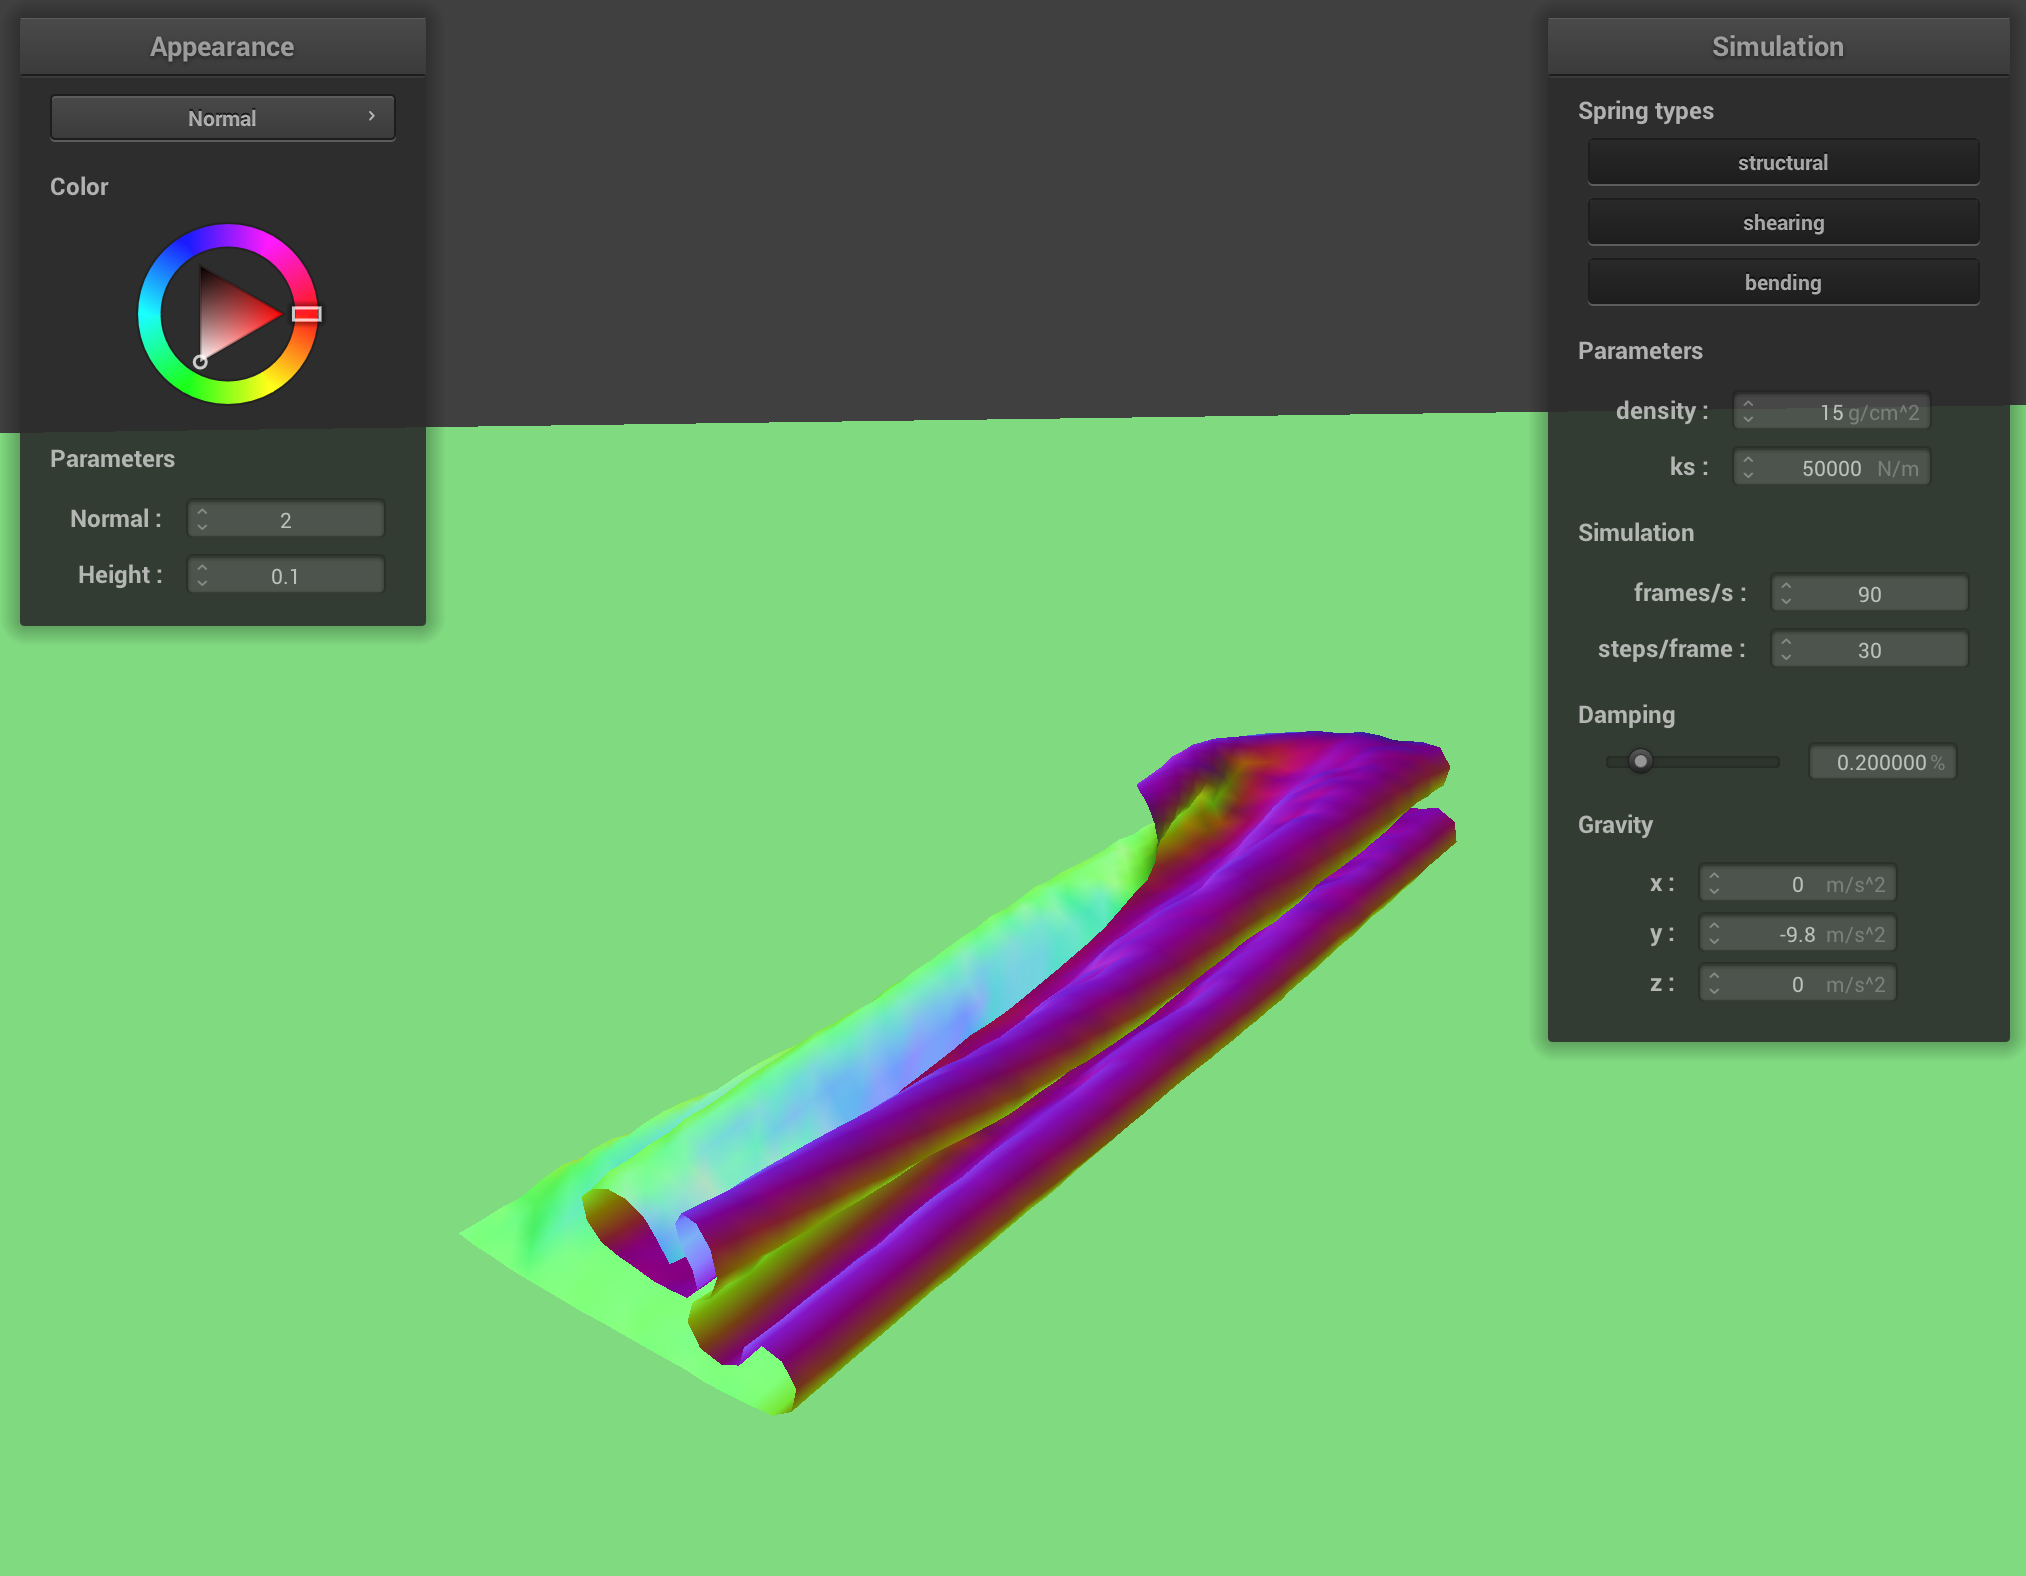 Appearance
Normal
Color
Parameters
Normal : 2
Height : 0.1
Simulation
Spring types
structural
shearing
bending
Parameters
density : 15 g/cm^2
ks : 50000 N/m
Simulation
frames/s : 90
steps/frame : 30
Damping
0.200000 %
Gravity
x : 0 m/s^2
y : -9.8 m/s^2
z : 0 m/s^2